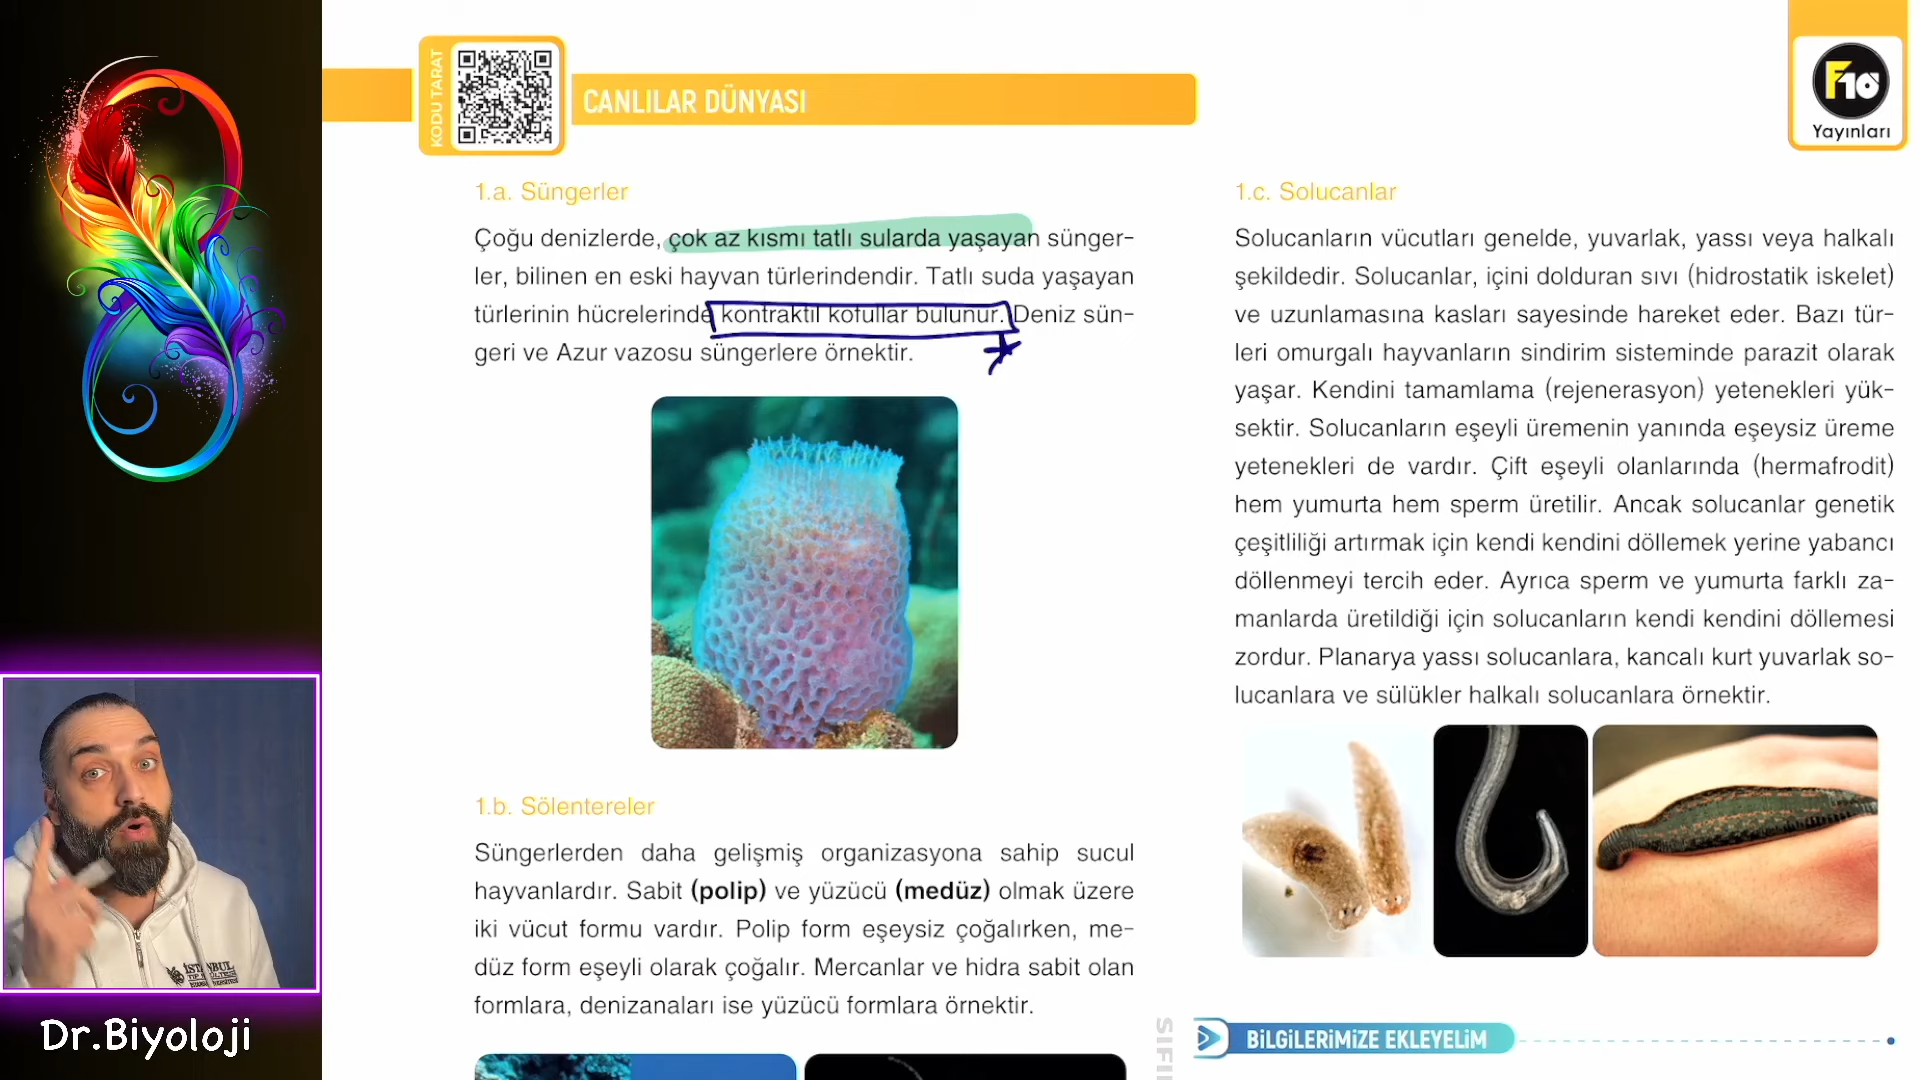 KODU TARAT
CANLILAR DÜNYASI
F10
Yayınları
1.a. Süngerler
Çoğu denizlerde, çok az kısmı tatlı sularda yaşayan sünger-
ler, bilinen en eski hayvan türlerindendir. Tatlı suda yaşayan
türlerinin hücrelerinde kontraktil kofullar bulunur. Deniz sün-
geri ve Azur vazosu süngerlere örnektir.
1.b. Sölentereler
Süngerlerden daha gelişmiş organizasyona sahip sucul
hayvanlardır. Sabit (polip) ve yüzücü (medüz) olmak üzere
iki vücut formu vardır. Polip form eşeysiz çoğalırken, me-
düz form eşeyli olarak çoğalır. Mercanlar ve hidra sabit olan
formlara, denizanaları ise yüzücü formlara örnektir.
1.c. Solucanlar
Solucanların vücutları genelde, yuvarlak, yassı veya halkalı
şekildedir. Solucanlar, içini dolduran sıvı (hidrostatik iskelet)
ve uzunlamasına kasları sayesinde hareket eder. Bazı tür-
leri omurgalı hayvanların sindirim sisteminde parazit olarak
yaşar. Kendini tamamlama (rejenerasyon) yetenekleri yük-
sektir. Solucanların eşeyli üremenin yanında eşeysiz üreme
yetenekleri de vardır. Çift eşeyli olanlarında (hermafrodit)
hem yumurta hem sperm üretilir. Ancak solucanlar genetik
çeşitliliği artırmak için kendi kendini döllemek yerine yabancı
döllenmeyi tercih eder. Ayrıca sperm ve yumurta farklı za-
manlarda üretildiği için solucanların kendi kendini döllemesi
zordur. Planarya yassı solucanlara, kancalı kurt yuvarlak so-
lucanlara ve sülükler halkalı solucanlara örnektir.
BİLGİLERİMİZE EKLEYELİM
İSTANBUL
Dr.Biyoloji